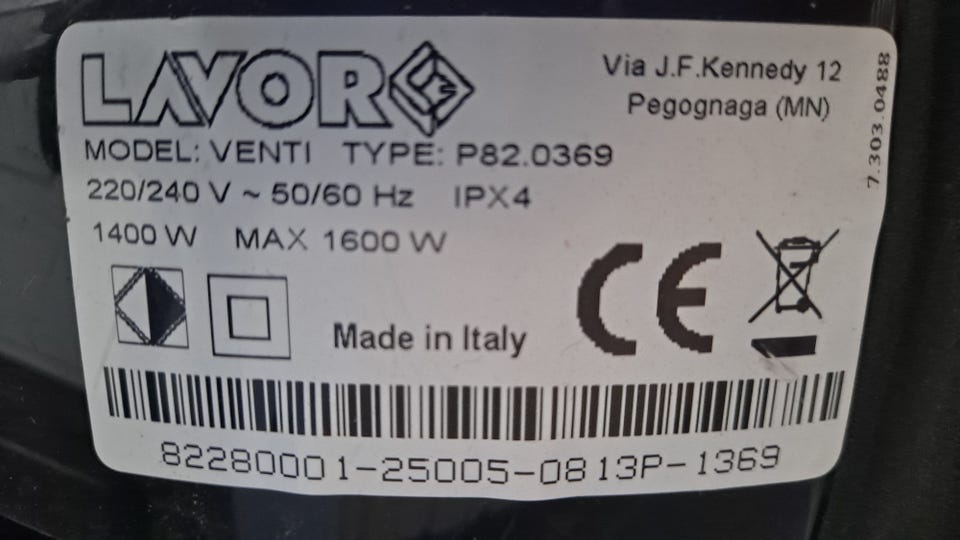 LAVOR
Via J.F.Kennedy 12
Pegognaga (MN)
7.303.0488
MODEL: VENTI TYPE: P82.0369
220/240 V ~ 50/60 Hz IPX4
1400 W MAX 1600 W
Made in Italy
CE
82280001-25005-0813P-1369